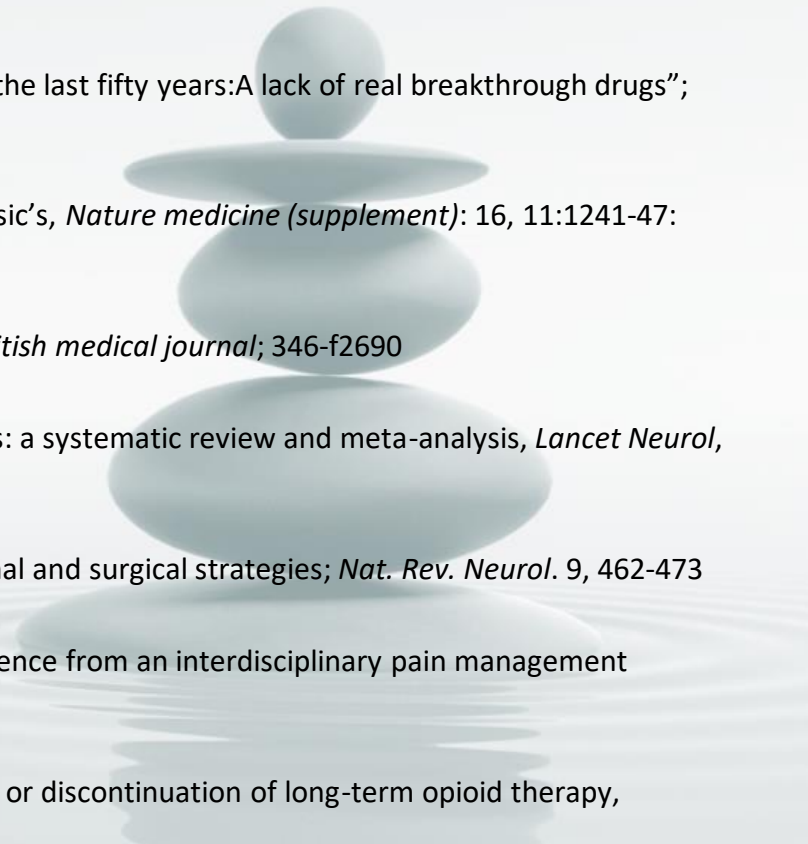 the last fifty years:A lack of real breakthrough drugs”;
sic’s, Nature medicine (supplement): 16, 11:1241-47:
itish medical journal; 346-f2690
s: a systematic review and meta-analysis, Lancet Neurol,
nal and surgical strategies; Nat. Rev. Neurol. 9, 462-473
ence from an interdisciplinary pain management
or discontinuation of long-term opioid therapy,